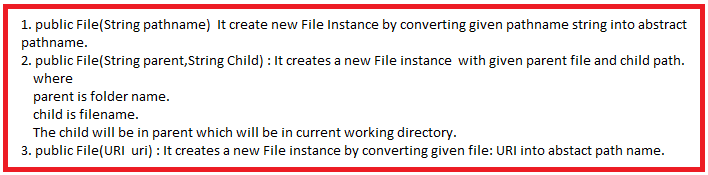 1. public File(String pathname)  It create new File Instance by converting given pathname string into abstract
pathname.
2. public File(String parent,String Child) : It creates a new File instance  with given parent file and child path.
where
parent is folder name.
child is filename.
The child will be in parent which will be in current working directory.
3. public File(URI  uri) : It creates a new File instance by converting given file: URI into abstact path name.